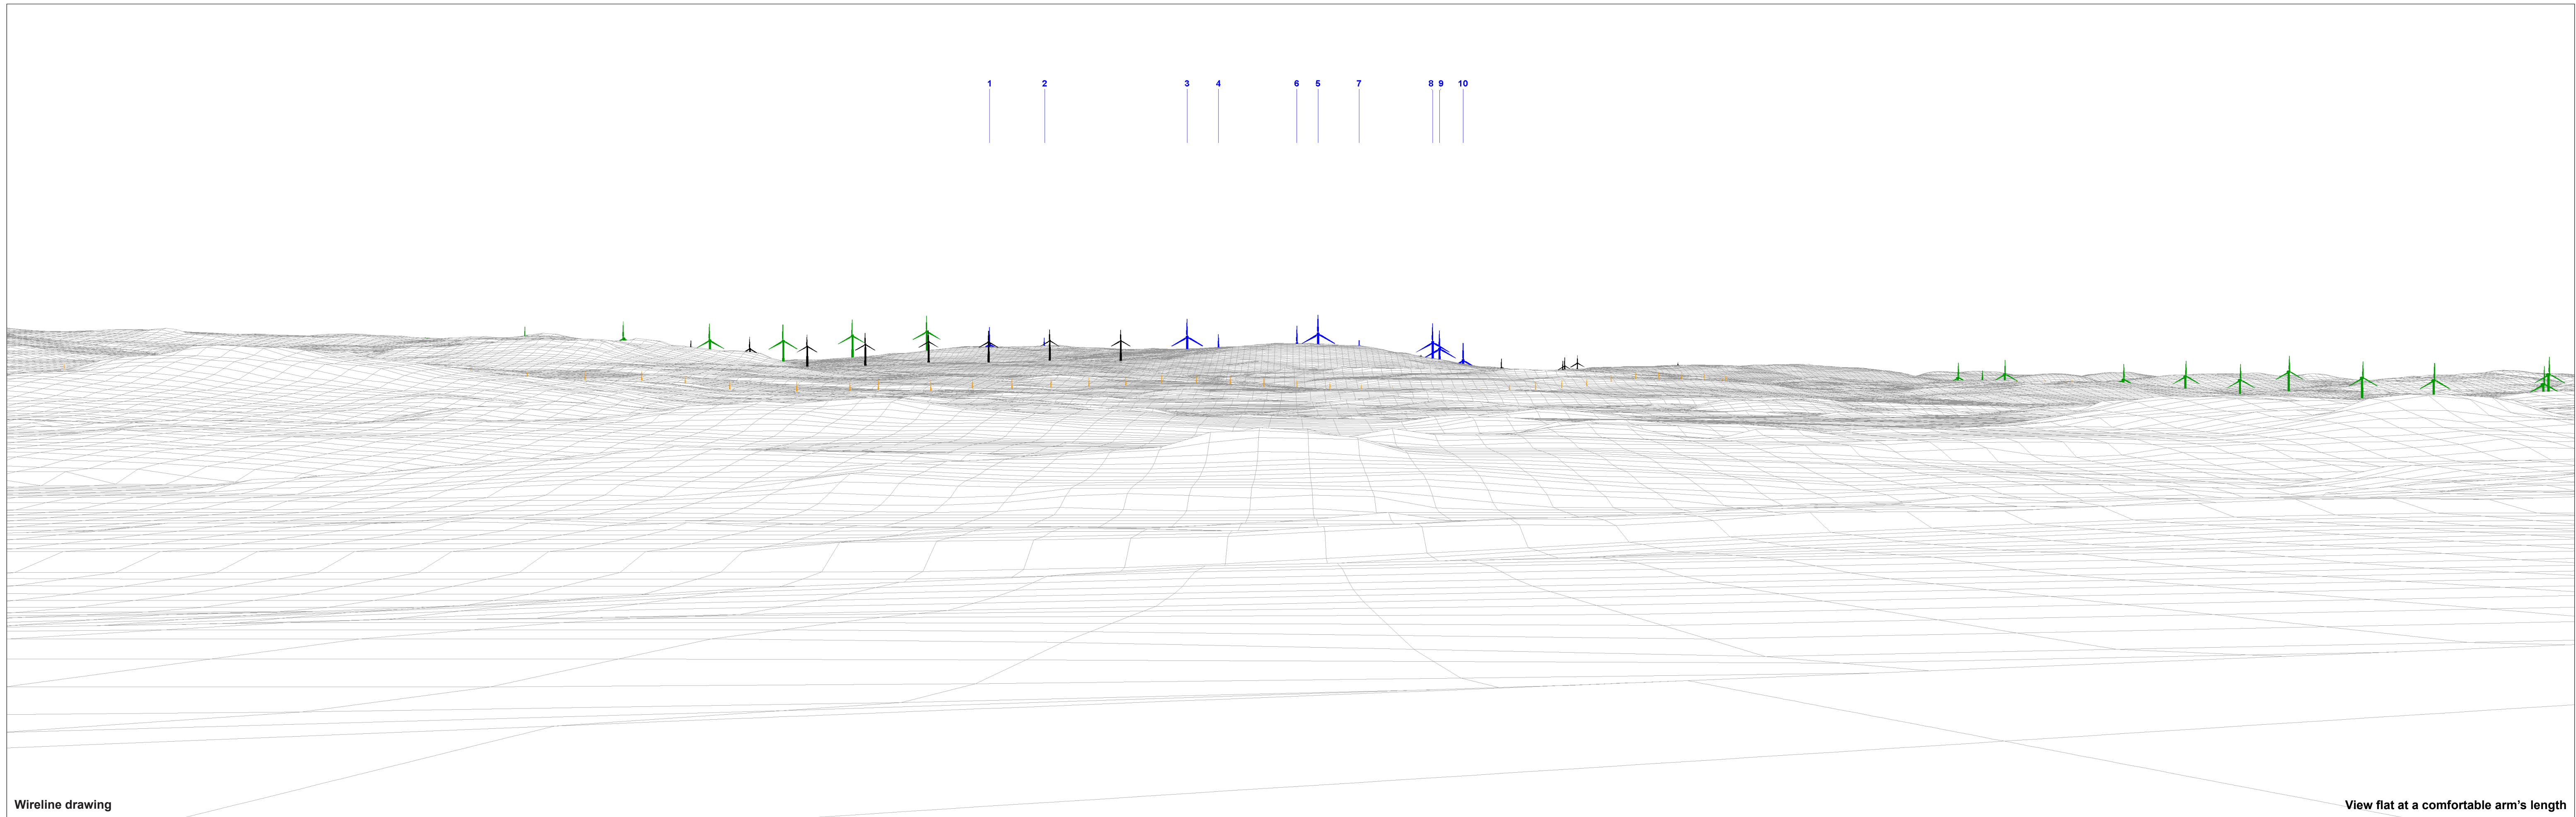 1 2 3 4 6 5 7 8 9 10
Wireline drawing
View flat at a comfortable arm's length